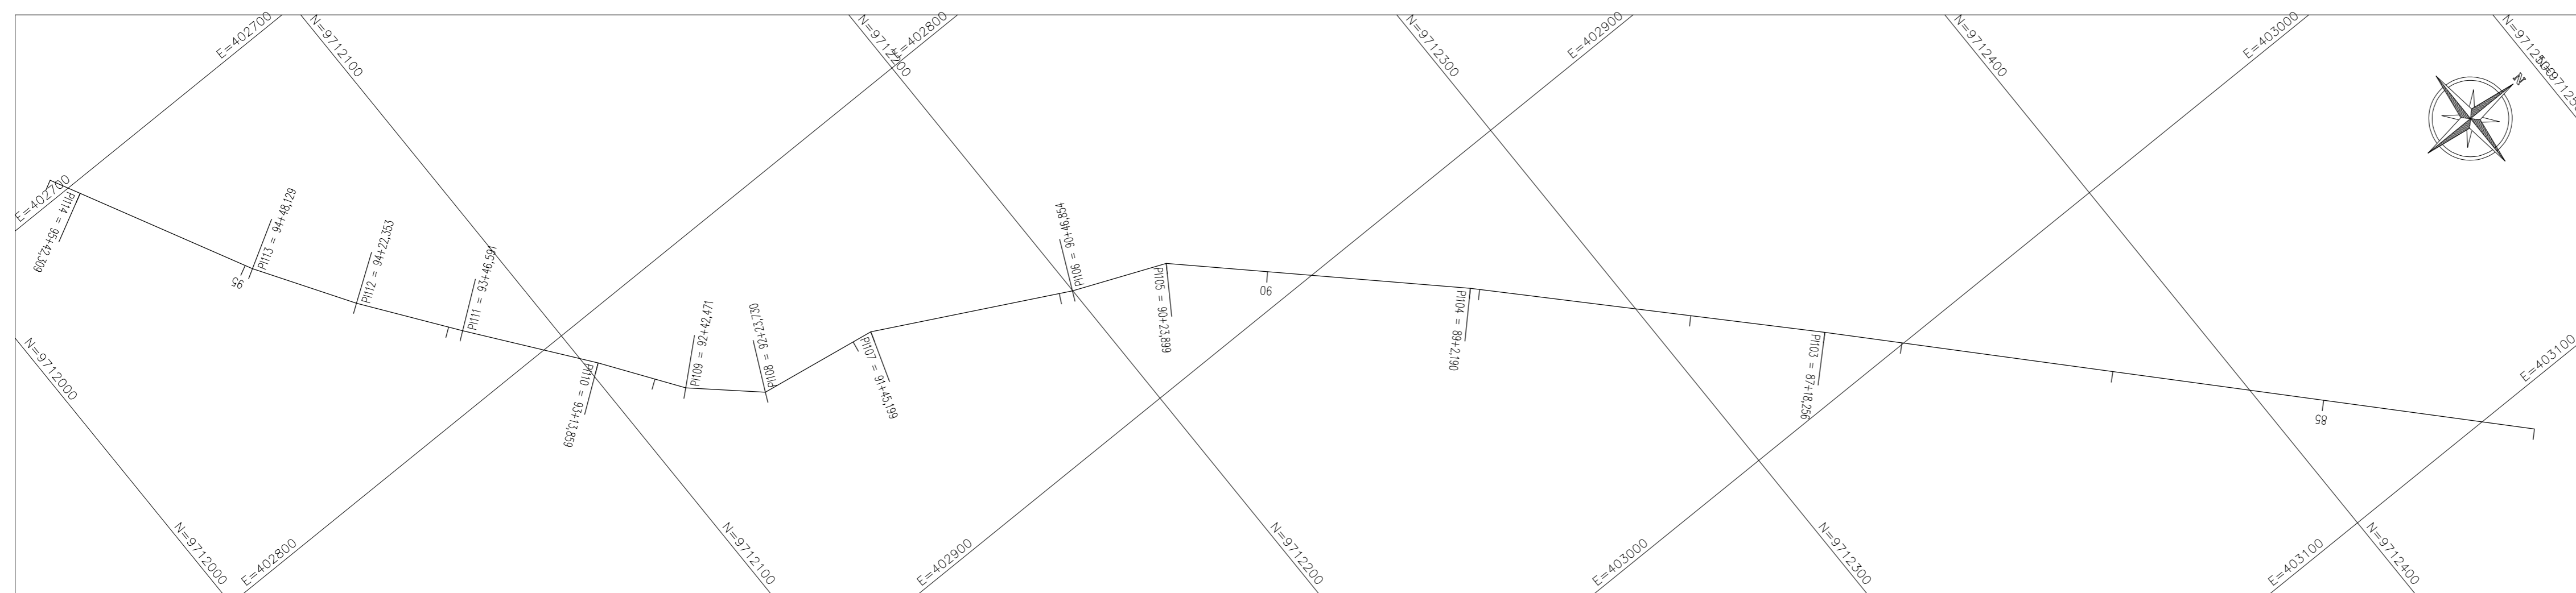 E=402700
N=9712100
N=9712200
E=402800
N=9712300
E=402900
N=9712400
E=403000
N=9712500
N
E=402700
PI114 = 95+42,309
95
PI113 = 94+48,129
PI112 = 94+22,353
PI111 = 93+46,591
PI110 = 93+13,859
PI109 = 92+42,471
PI108 = 92+23,730
PI107 = 91+45,199
PI106 = 90+46,854
PI105 = 90+23,899
90
PI104 = 89+2,190
PI103 = 87+18,256
85
E=403100
N=9712000
N=9712000
E=402800
N=9712100
E=402900
N=9712200
E=403000
N=9712300
E=403100
N=9712400